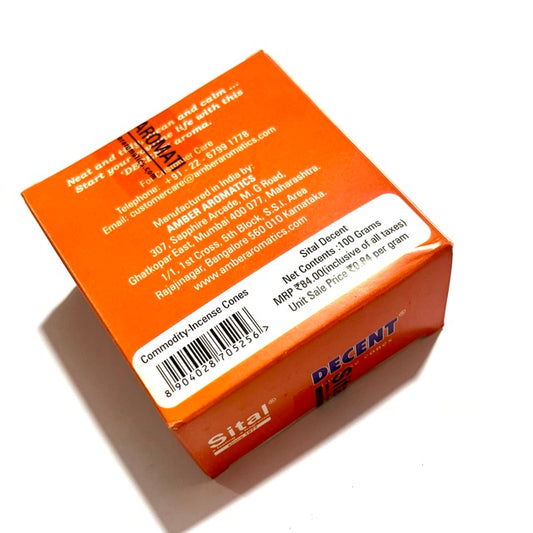 Neat and and calm ...
Start your life with this
aroma.
AROMATI
Care
Telephone: +91 - 22 - 6799 1778
Email: customercare@amberaromatics.com
Manufactured in India by:
AMBER AROMATICS
307, Sapphire Arcade, M. G Road,
Ghatkopar East, Mumbai 400 077, Maharashtra.
1/1, 1st Cross, 5th Block, S.S.I. Area
Rajajinagar, Bangalore 560 010 Karnataka.
www.amberaromatics.com
Commodity-Incense Cones
8 904028 705256 >
Sital Decent
Net Contents :100 Grams
MRP ₹84.00(inclusive of all taxes)
Unit Sale Price ₹0.84 per gram
Sital®
DECENT®
cones